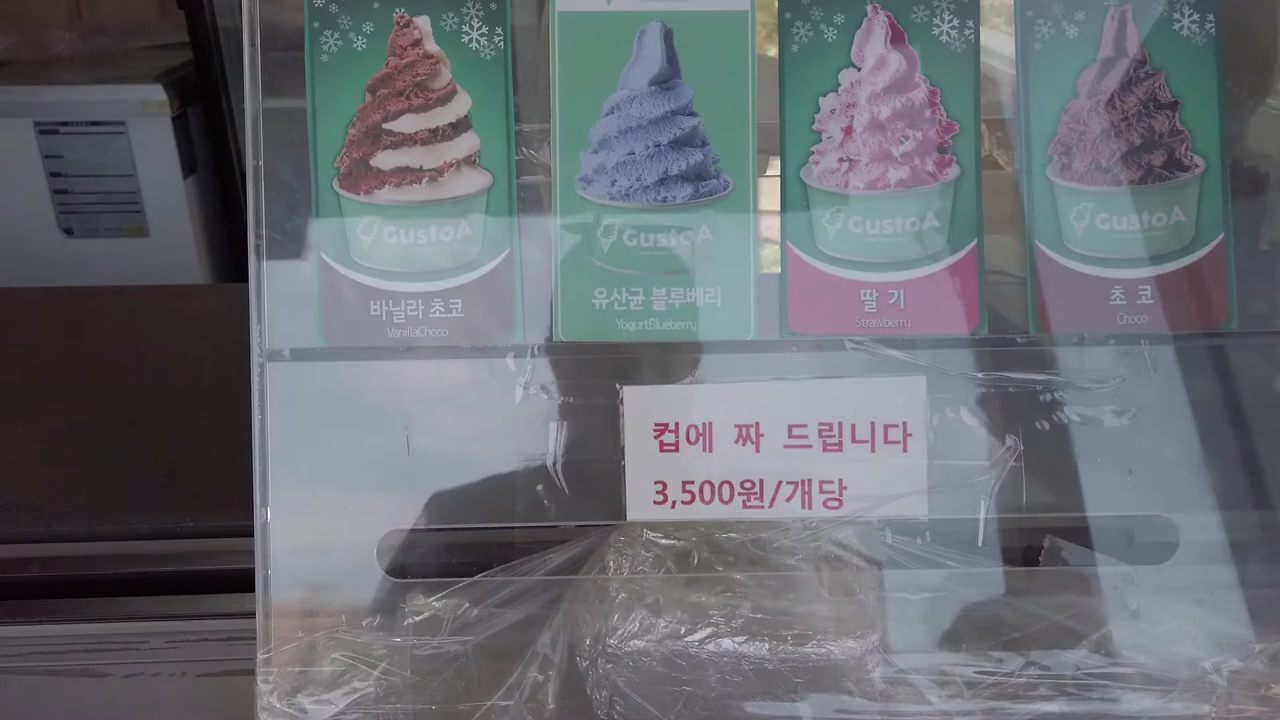 GustoA
바닐라 초코
VanillaChoco
GustoA
유산균 블루베리
YogurtBlueberry
GustoA
딸 기
Strawberry
GustoA
초 코
Choco
컵에 짜 드립니다
3,500원/개당